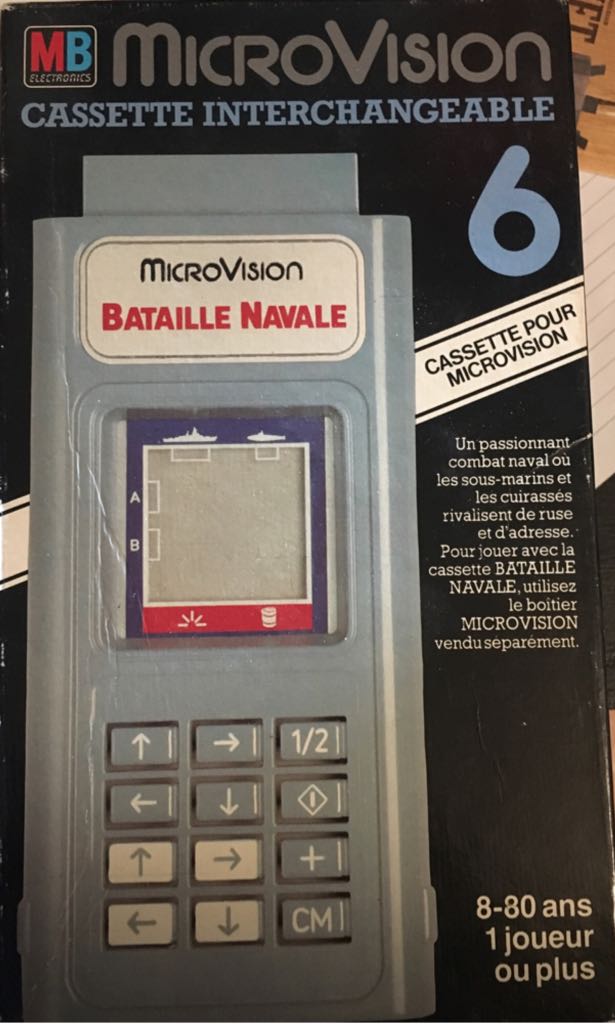 MB
ELECTRONICS
MICROVISION
CASSETTE INTERCHANGEABLE
6
MICROVISION
BATAILLE NAVALE
CASSETTE POUR
MICROVISION
Un passionnant
combat naval où
les sous-marins et
les cuirassés
rivalisent de ruse
et d'adresse.
Pour jouer avec la
cassette BATAILLE
NAVALE, utilisez
le boîtier
MICROVISION
vendu séparément.
A
B
↑ → 1/2
← ↓
↑ → +
← ↓ CM
8-80 ans
1 joueur
ou plus